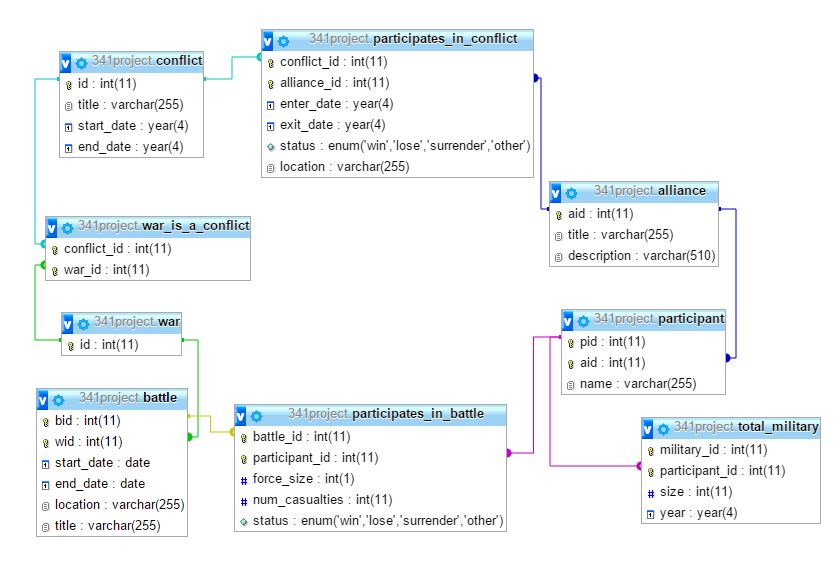 341project.conflict
id : int(11)
title : varchar(255)
start_date : year(4)
end_date : year(4)
341project.participates_in_conflict
conflict_id : int(11)
alliance_id : int(11)
enter_date : year(4)
exit_date : year(4)
status : enum('win','lose','surrender','other')
location : varchar(255)
341project.alliance
aid : int(11)
title : varchar(255)
description : varchar(510)
341project.war_is_a_conflict
conflict_id : int(11)
war_id : int(11)
341project.war
id : int(11)
341project.participant
pid : int(11)
aid : int(11)
name : varchar(255)
341project.battle
bid : int(11)
wid : int(11)
start_date : date
end_date : date
location : varchar(255)
title : varchar(255)
341project.participates_in_battle
battle_id : int(11)
participant_id : int(11)
force_size : int(1)
num_casualties : int(11)
status : enum('win','lose','surrender','other')
341project.total_military
military_id : int(11)
participant_id : int(11)
size : int(11)
year : year(4)